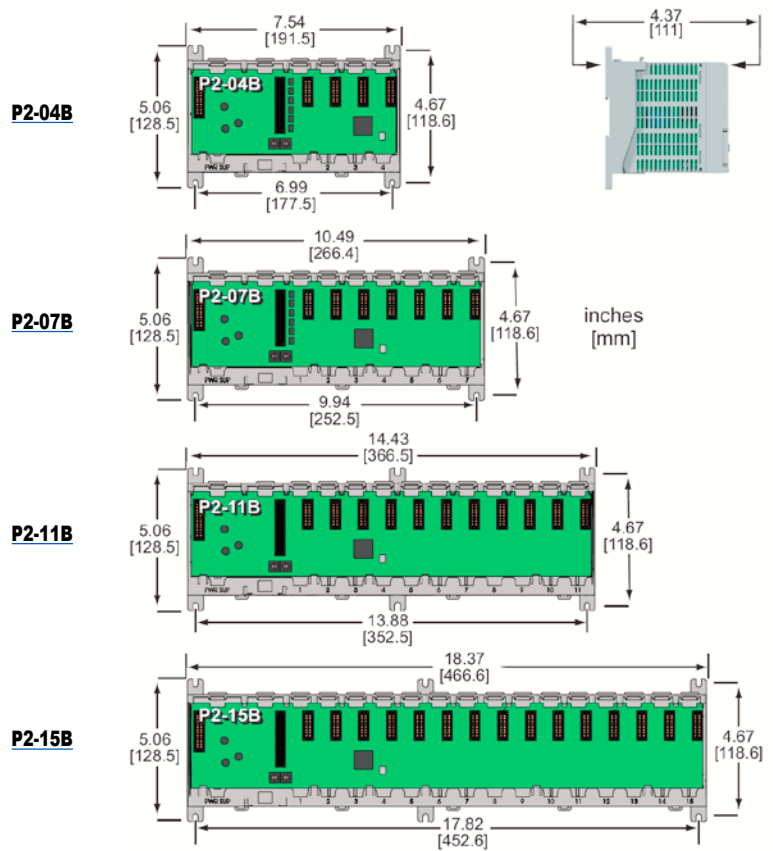 7.54
[191.5]
4.37
[111]
P2-04B
5.06
[128.5]
P2-04B
4.67
[118.6]
PWR SUP 1 2 3 4
6.99
[177.5]
10.49
[266.4]
P2-07B
5.06
[128.5]
P2-07B
4.67
[118.6]
inches
[mm]
PWR SUP 1 2 3 4 5 6 7
9.94
[252.5]
14.43
[366.5]
P2-11B
5.06
[128.5]
P2-11B
4.67
[118.6]
PWR SUP 1 2 3 4 5 6 7 8 9 10 11
13.88
[352.5]
18.37
[466.6]
P2-15B
5.06
[128.5]
P2-15B
4.67
[118.6]
PWR SUP 1 2 3 4 5 6 7 8 9 10 11 12 13 14 15
17.82
[452.6]